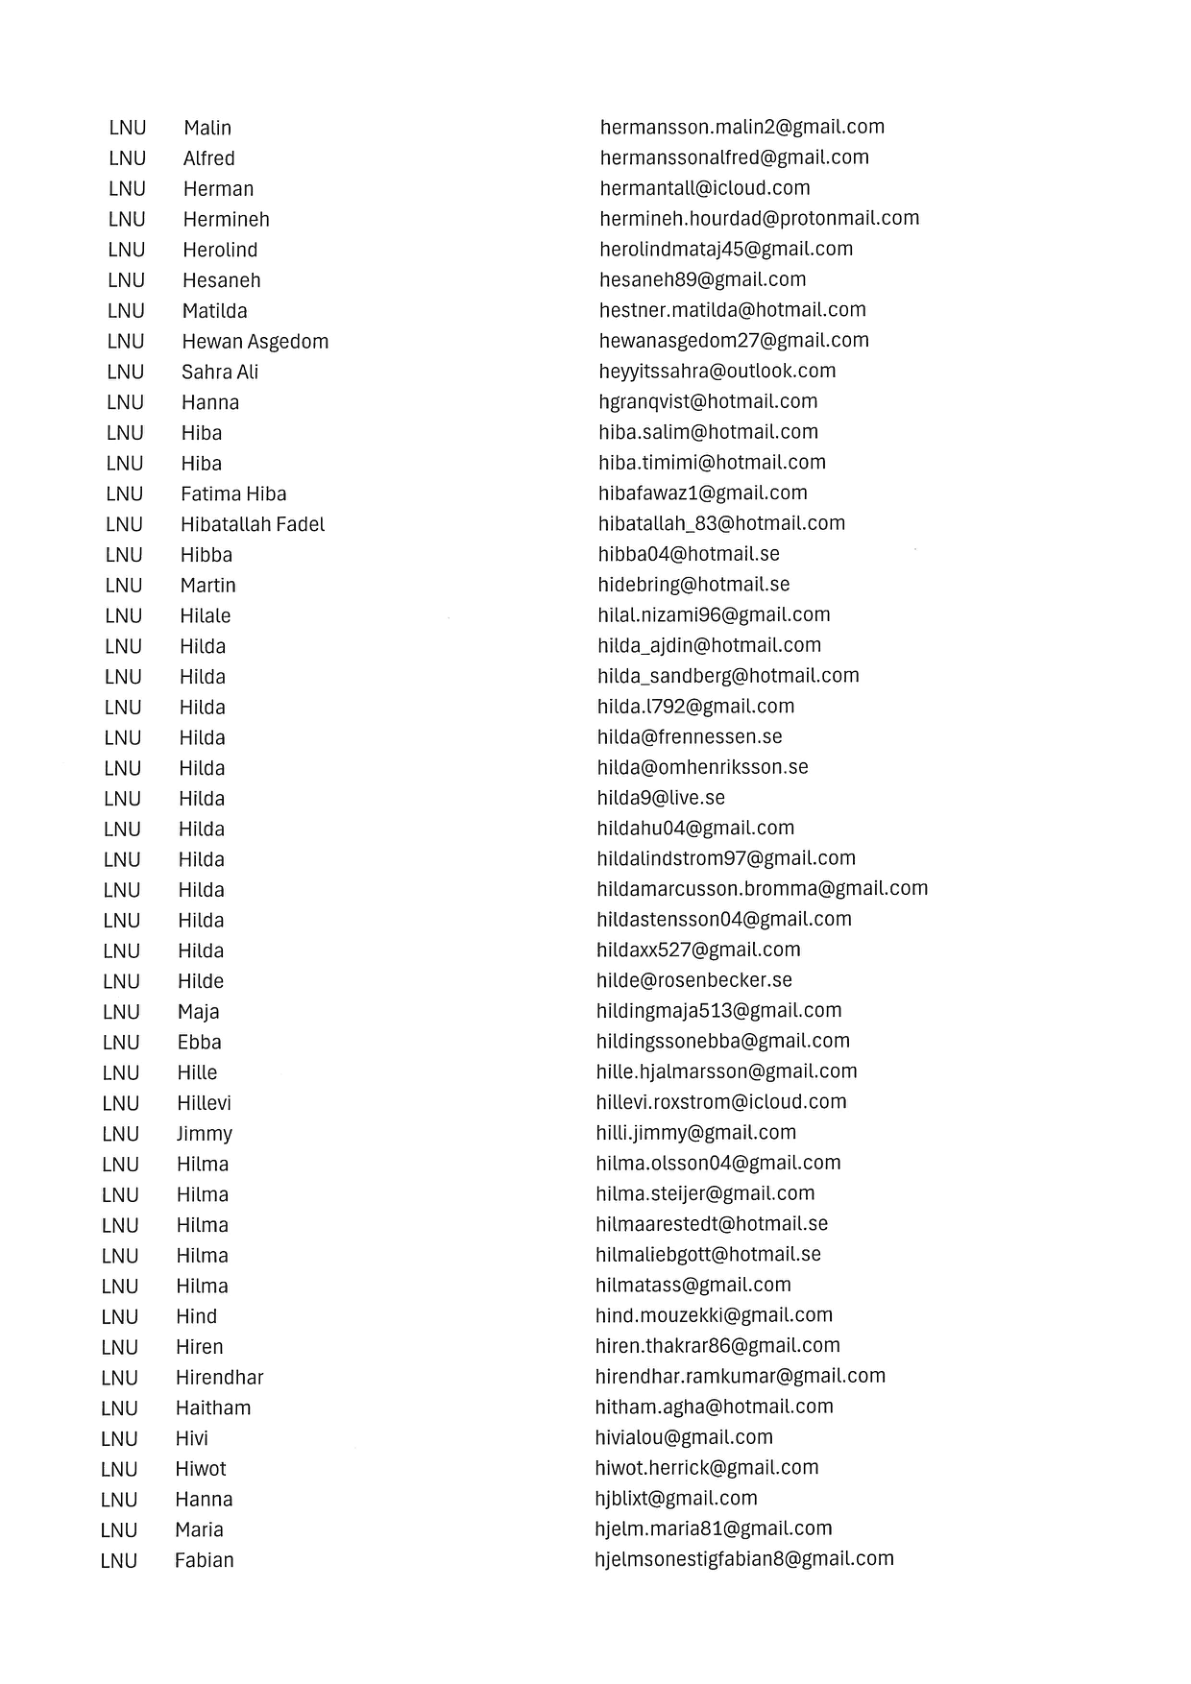 LNU Malin hermansson.malin2@gmail.com
LNU Alfred hermanssonalfred@gmail.com
LNU Herman hermantall@icloud.com
LNU Hermineh hermineh.hourdad@protonmail.com
LNU Herolind herolindmataj45@gmail.com
LNU Hesaneh hesaneh89@gmail.com
LNU Matilda hestner.matilda@hotmail.com
LNU Hewan Asgedom hewanasgedom27@gmail.com
LNU Sahra Ali heyyitssahra@outlook.com
LNU Hanna hgranqvist@hotmail.com
LNU Hiba hiba.salim@hotmail.com
LNU Hiba hiba.timimi@hotmail.com
LNU Fatima Hiba hibafawaz1@gmail.com
LNU Hibatallah Fadel hibatallah_83@hotmail.com
LNU Hibba hibba04@hotmail.se
LNU Martin hidebring@hotmail.se
LNU Hilale hilal.nizami96@gmail.com
LNU Hilda hilda_ajdin@hotmail.com
LNU Hilda hilda_sandberg@hotmail.com
LNU Hilda hilda.l792@gmail.com
LNU Hilda hilda@frennessen.se
LNU Hilda hilda@omhenriksson.se
LNU Hilda hilda9@live.se
LNU Hilda hildahu04@gmail.com
LNU Hilda hildalindstrom97@gmail.com
LNU Hilda hildamarcusson.bromma@gmail.com
LNU Hilda hildastensson04@gmail.com
LNU Hilda hildaxx527@gmail.com
LNU Hilde hilde@rosenbecker.se
LNU Maja hildingmaja513@gmail.com
LNU Ebba hildingssonebba@gmail.com
LNU Hille hille.hjalmarsson@gmail.com
LNU Hillevi hillevi.roxstrom@icloud.com
LNU Jimmy hilli.jimmy@gmail.com
LNU Hilma hilma.olsson04@gmail.com
LNU Hilma hilma.steijer@gmail.com
LNU Hilma hilmaarestedt@hotmail.se
LNU Hilma hilmaliebgott@hotmail.se
LNU Hilma hilmatass@gmail.com
LNU Hind hind.mouzekki@gmail.com
LNU Hiren hiren.thakrar86@gmail.com
LNU Hirendhar hirendhar.ramkumar@gmail.com
LNU Haitham hitham.agha@hotmail.com
LNU Hivi hivialou@gmail.com
LNU Hiwot hiwot.herrick@gmail.com
LNU Hanna hjblixt@gmail.com
LNU Maria hjelm.maria81@gmail.com
LNU Fabian hjelmsonestigfabian8@gmail.com